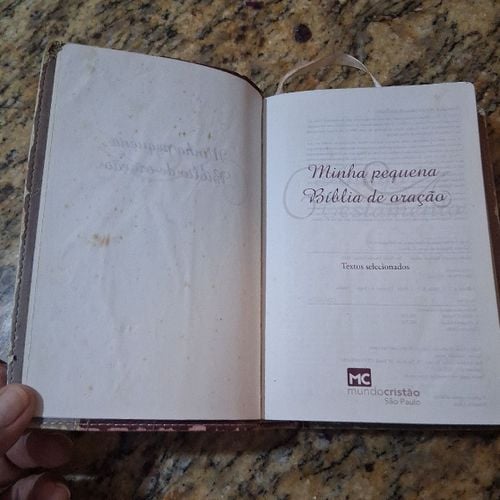 Minha pequena
Bíblia de oração
Textos selecionados
MC
mundocristão
São Paulo